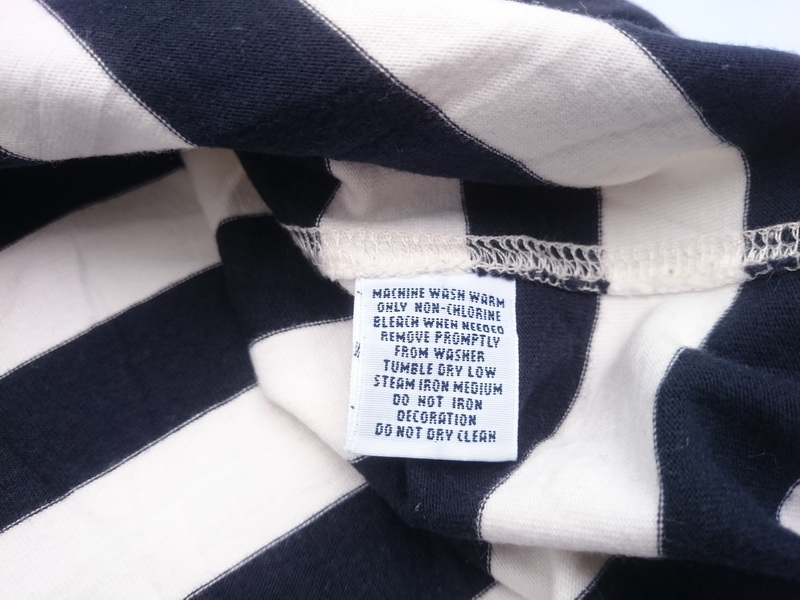 MACHINE WASH WARM
ONLY NON-CHLORINE
BLEACH WHEN NEEDED
REMOVE PROMPTLY
FROM WASHER
TUMBLE DRY LOW
STEAM IRON MEDIUM
DO NOT IRON
DECORATION
DO NOT DRY CLEAN